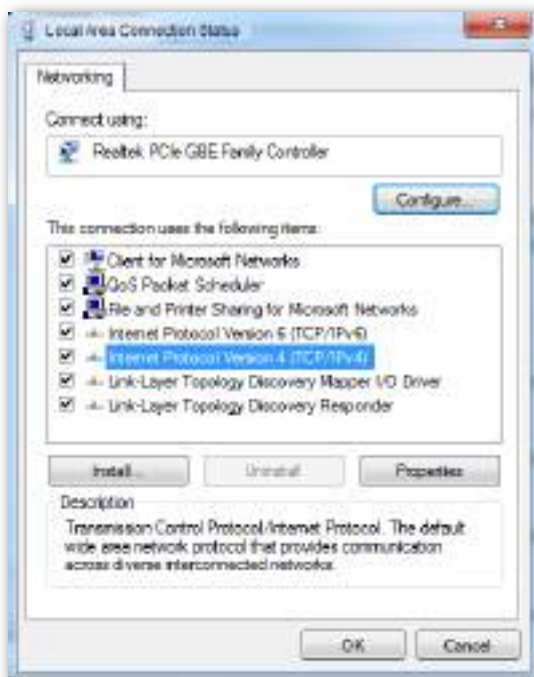 Local Area Connection Status
Networking
Connect using:
Realtek PCIe GBE Family Controller
Configure...
This connection uses the following items:
Client for Microsoft Networks
QoS Packet Scheduler
File and Printer Sharing for Microsoft Networks
Internet Protocol Version 6 (TCP/IPv6)
Internet Protocol Version 4 (TCP/IPv4)
Link-Layer Topology Discovery Mapper I/O Driver
Link-Layer Topology Discovery Responder
Install...
Uninstall
Properties
Description
Transmission Control Protocol/Internet Protocol. The default
wide area network protocol that provides communication
across diverse interconnected networks.
OK
Cancel